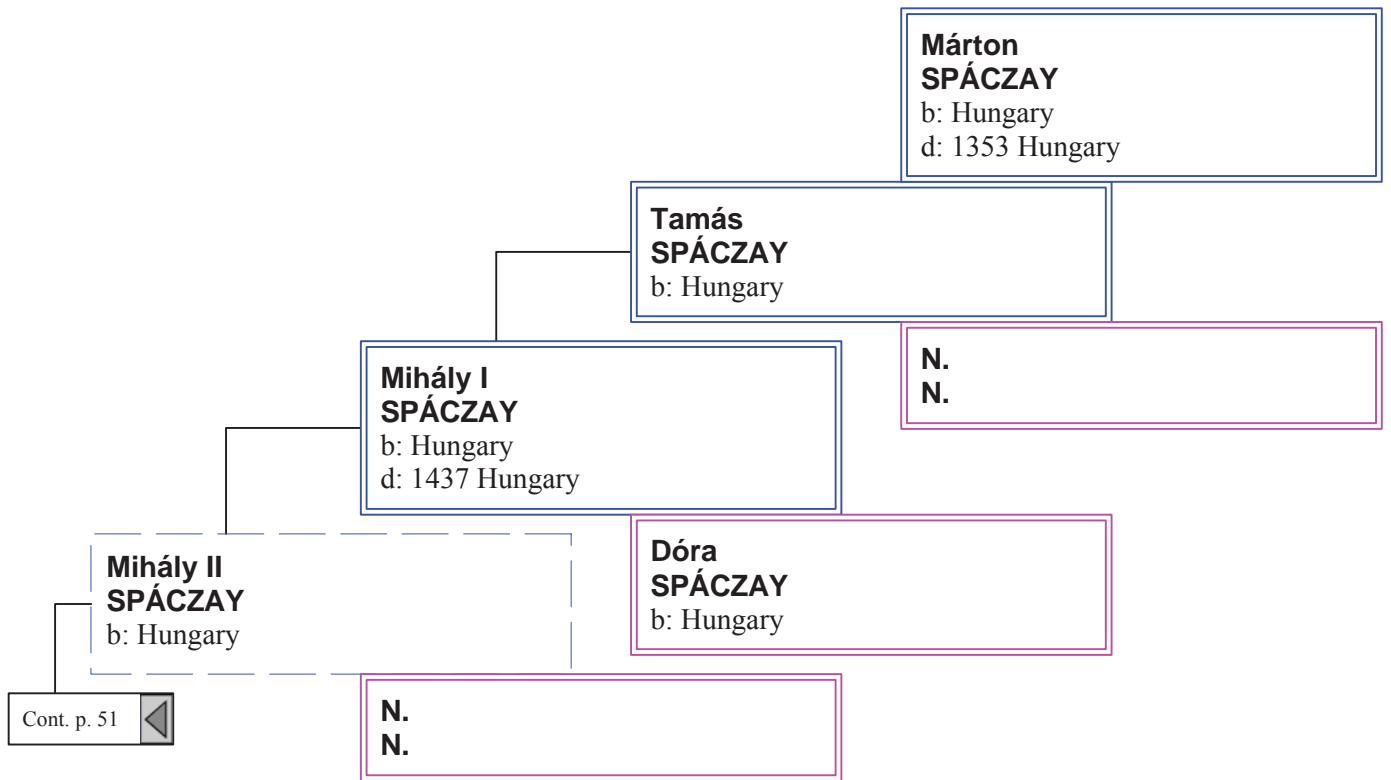 Márton
SPÁCZAY
b: Hungary
d: 1353 Hungary
Tamás
SPÁCZAY
b: Hungary
N.
N.
Mihály I
SPÁCZAY
b: Hungary
d: 1437 Hungary
Dóra
SPÁCZAY
b: Hungary
Mihály II
SPÁCZAY
b: Hungary
N.
N.
Cont. p. 51